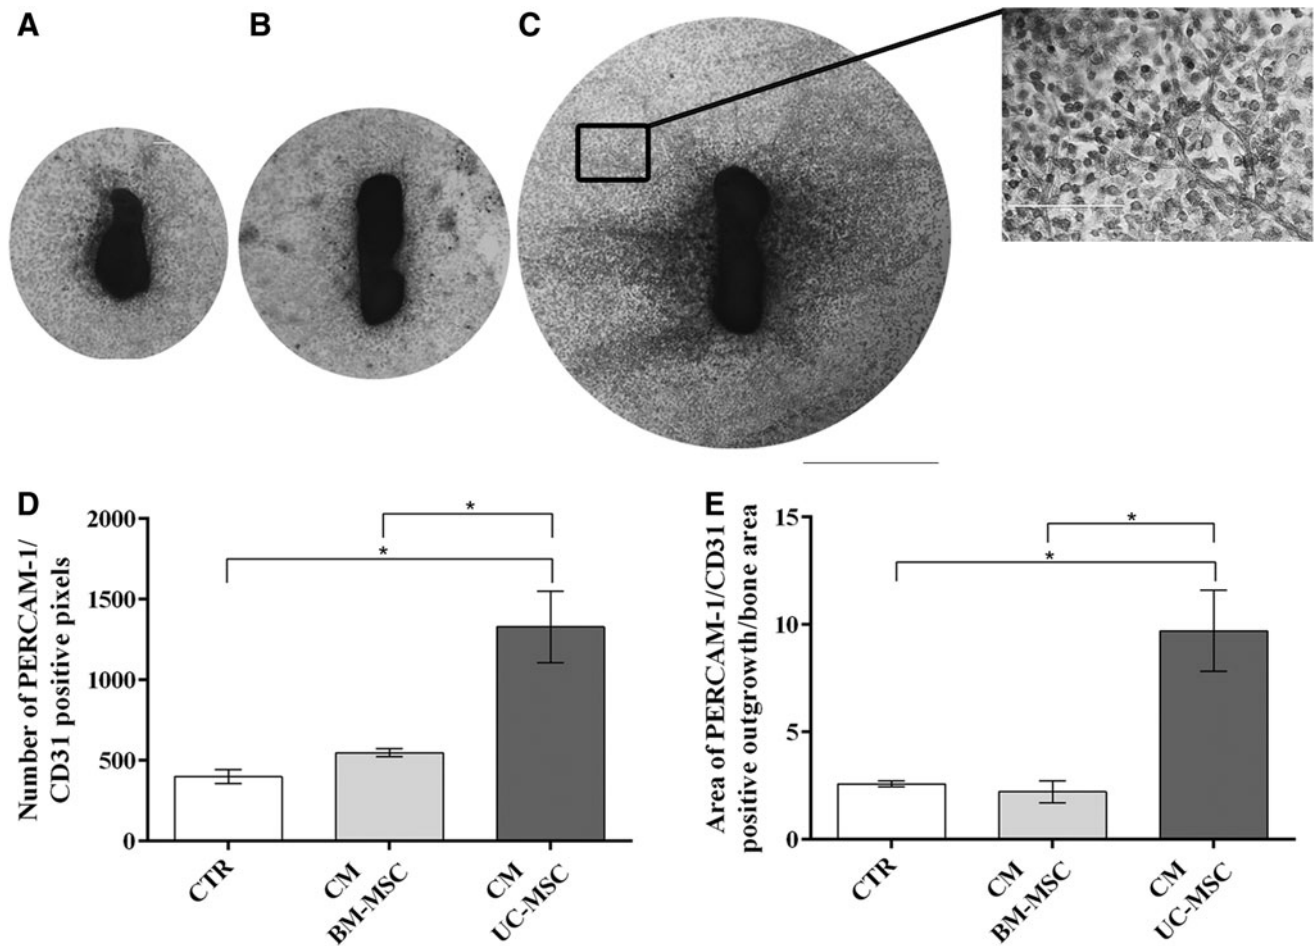 A
B
C
D
Number of PERCAM-1/
CD31 positive pixels
2000
1500
1000
500
0
*
*
CTR
CM
BM-MSC
CM
UC-MSC
E
Area of PERCAM-1/CD31
positive outgrowth/bone area
15
10
5
0
*
*
CTR
CM
BM-MSC
CM
UC-MSC